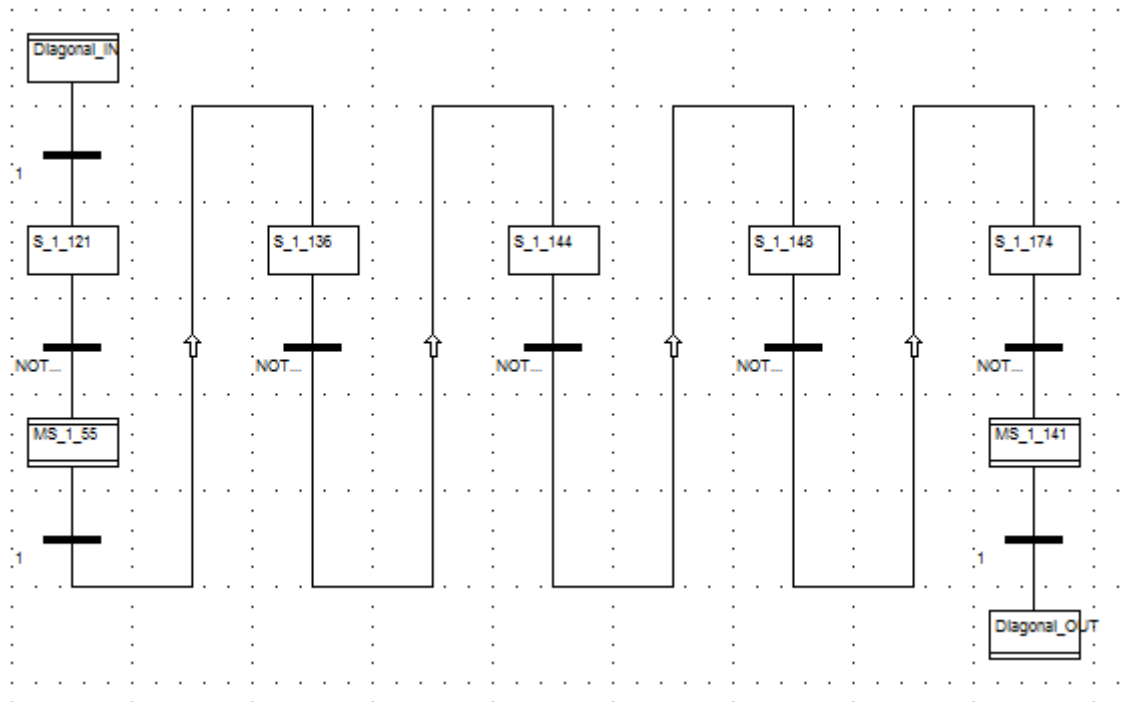 Diagonal_IN
1
S_1_121
S_1_136
S_1_144
S_1_148
S_1_174
NOT...
NOT...
NOT...
NOT...
NOT...
MS_1_55
MS_1_141
1
1
Diagonal_OUT